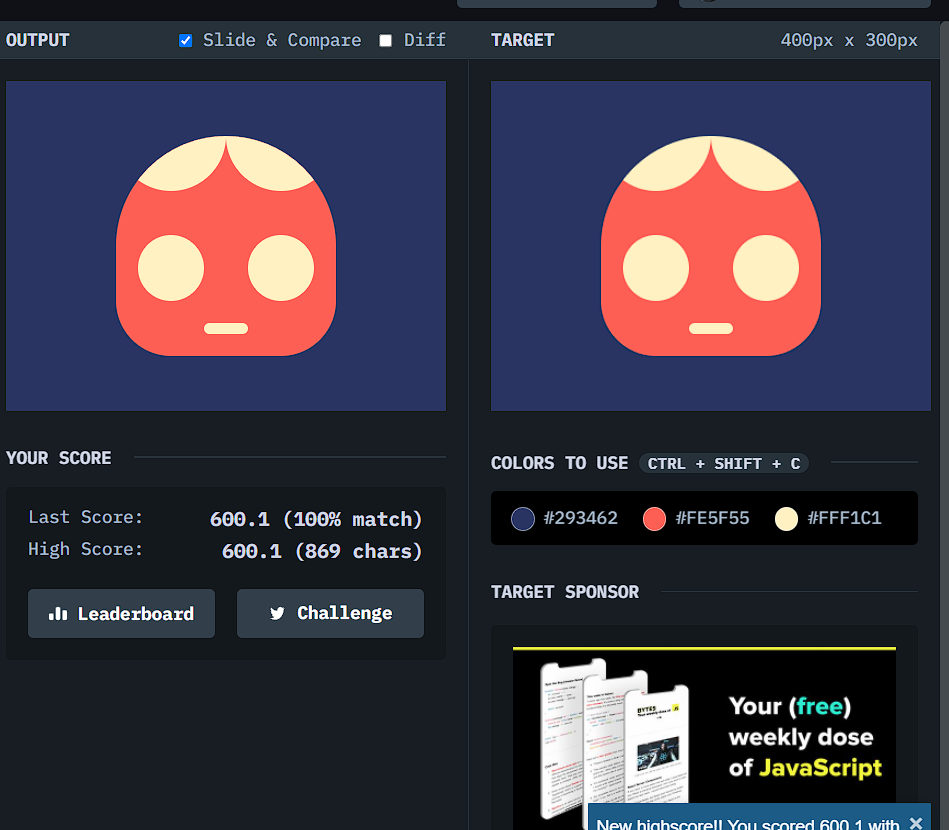 OUTPUT
Slide & Compare
Diff
TARGET
400px x 300px
YOUR SCORE
Last Score:
600.1 (100% match)
High Score:
600.1 (869 chars)
Leaderboard
Challenge
COLORS TO USE
CTRL + SHIFT + C
#293462
#FE5F55
#FFF1C1
TARGET SPONSOR
BYTES
Your (free)
weekly dose
of JavaScript
New highscore!! You scored 600.1 with